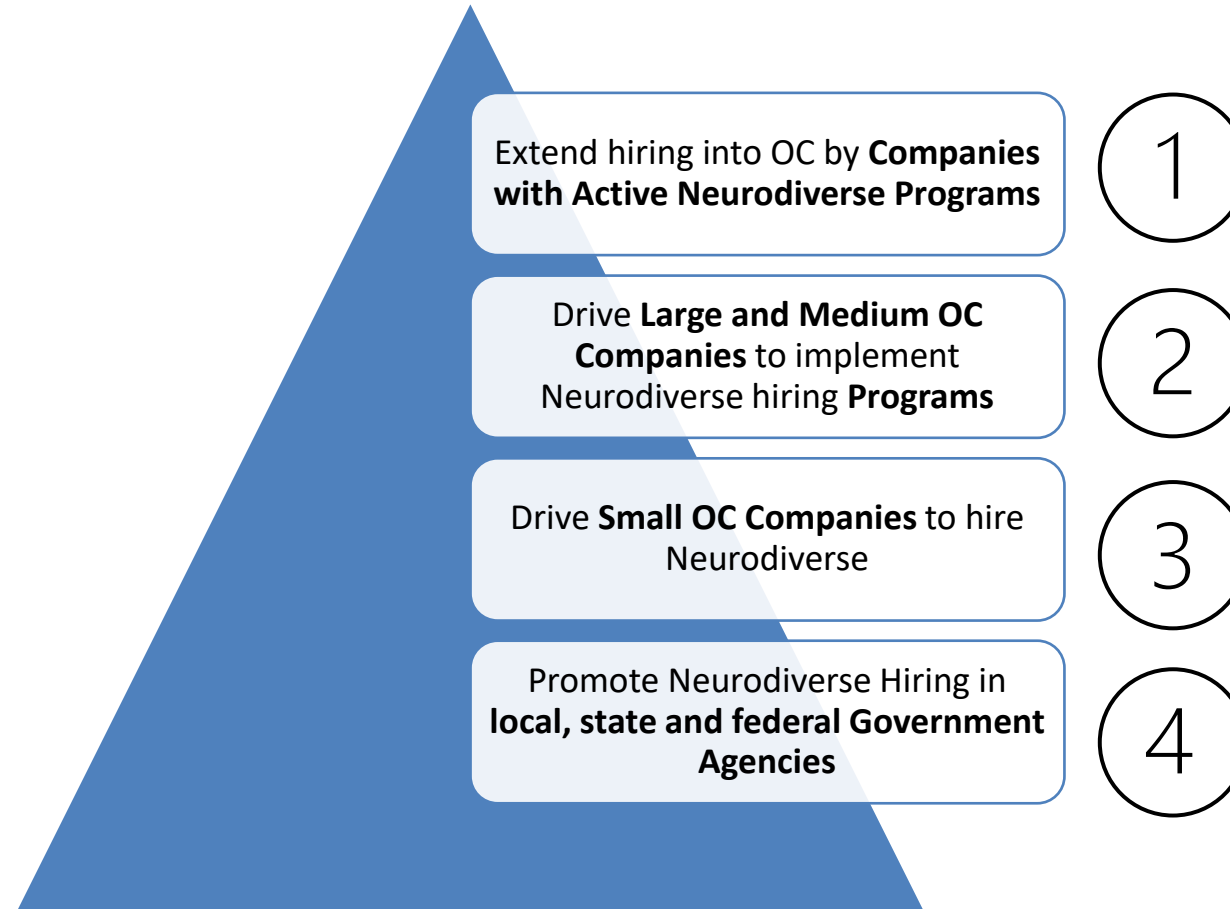 Extend hiring into OC by Companies
with Active Neurodiverse Programs
1
Drive Large and Medium OC
Companies to implement
Neurodiverse hiring Programs
2
Drive Small OC Companies to hire
Neurodiverse
3
Promote Neurodiverse Hiring in
local, state and federal Government
Agencies
4